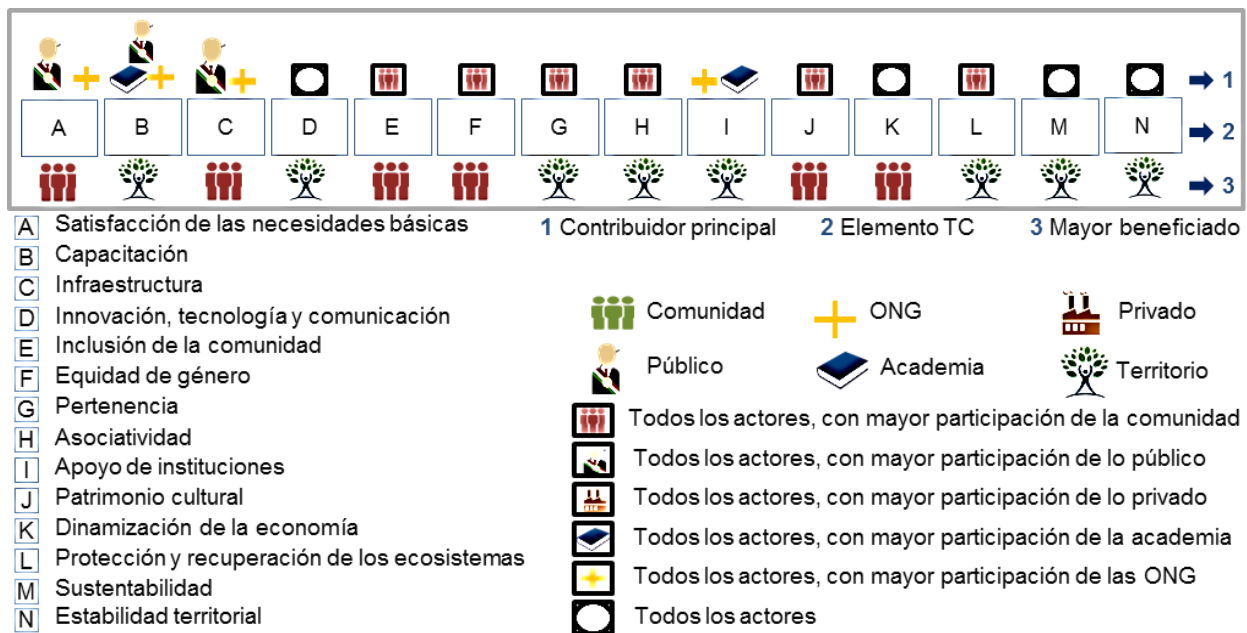 1
A B C D E F G H I J K L M N
2
3
A Satisfacción de las necesidades básicas
1 Contribuidor principal 2 Elemento TC 3 Mayor beneficiado
B Capacitación
C Infraestructura
D Innovación, tecnología y comunicación
E Inclusión de la comunidad
F Equidad de género
G Pertenencia
H Asociatividad
I Apoyo de instituciones
J Patrimonio cultural
K Dinamización de la economía
L Protección y recuperación de los ecosistemas
M Sustentabilidad
N Estabilidad territorial
Comunidad ONG Privado
Público Academia Territorio
Todos los actores, con mayor participación de la comunidad
Todos los actores, con mayor participación de lo público
Todos los actores, con mayor participación de lo privado
Todos los actores, con mayor participación de la academia
Todos los actores, con mayor participación de las ONG
Todos los actores